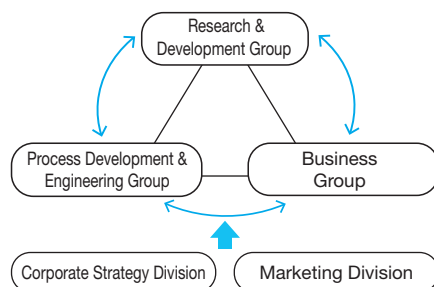 Research &
Development Group
Process Development &
Engineering Group
Business
Group
Corporate Strategy Division
Marketing Division